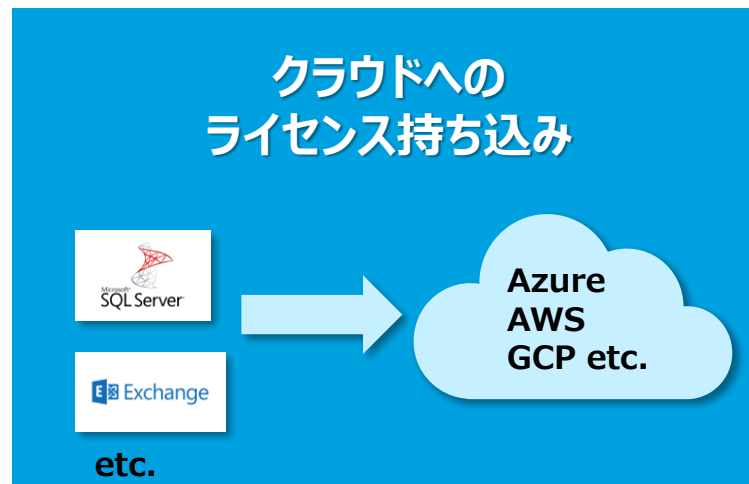 クラウドへの
ライセンス持ち込み
Microsoft
SQL Server
Exchange
etc.
Azure
AWS
GCP etc.